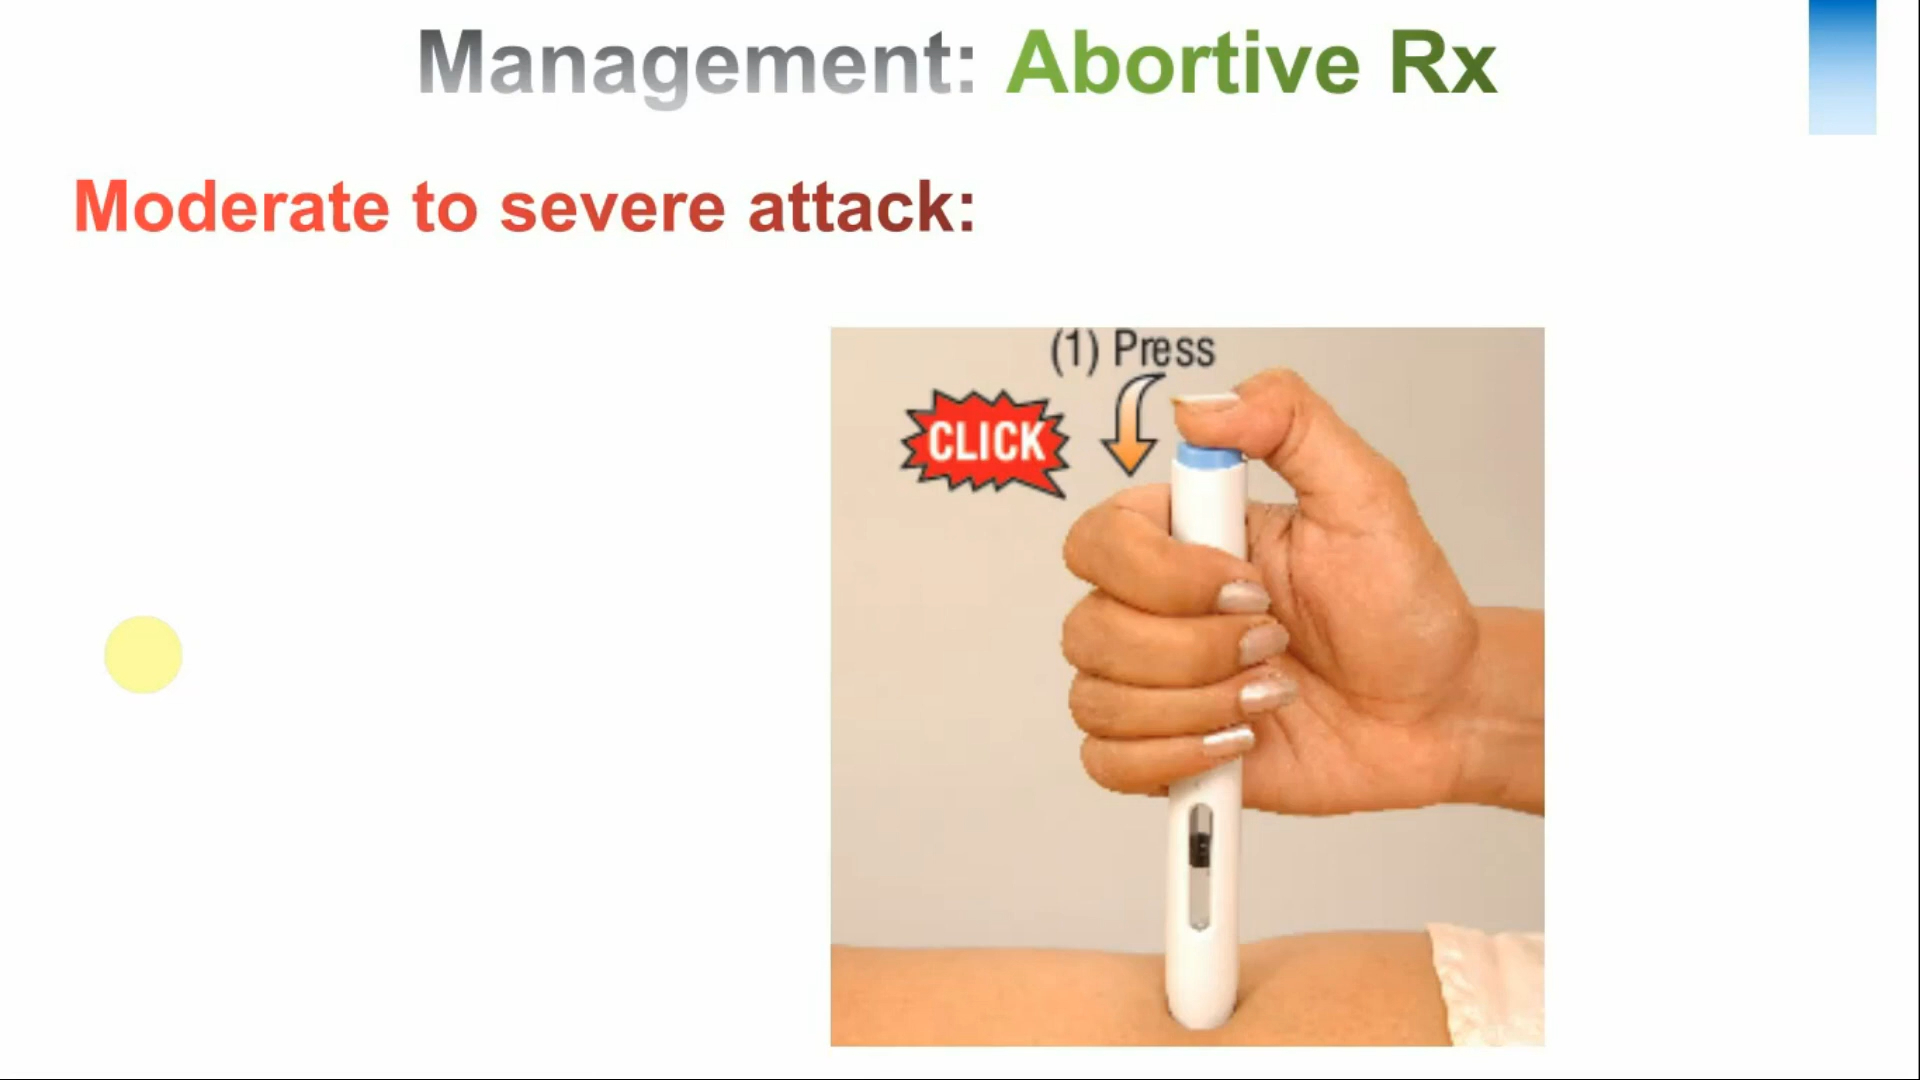 Management: Abortive Rx
Moderate to severe attack:
(1) Press
CLICK